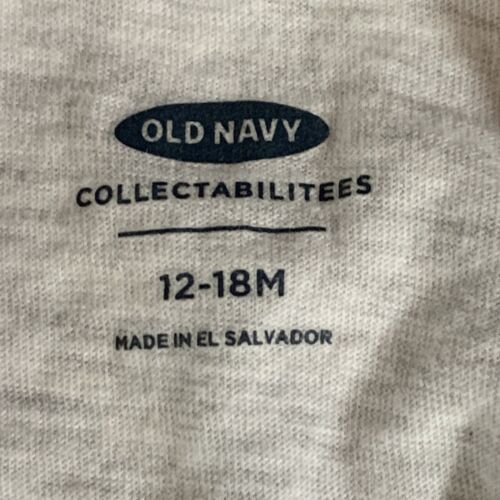 OLD NAVY
COLLECTABILITEES
12-18M
MADE IN EL SALVADOR